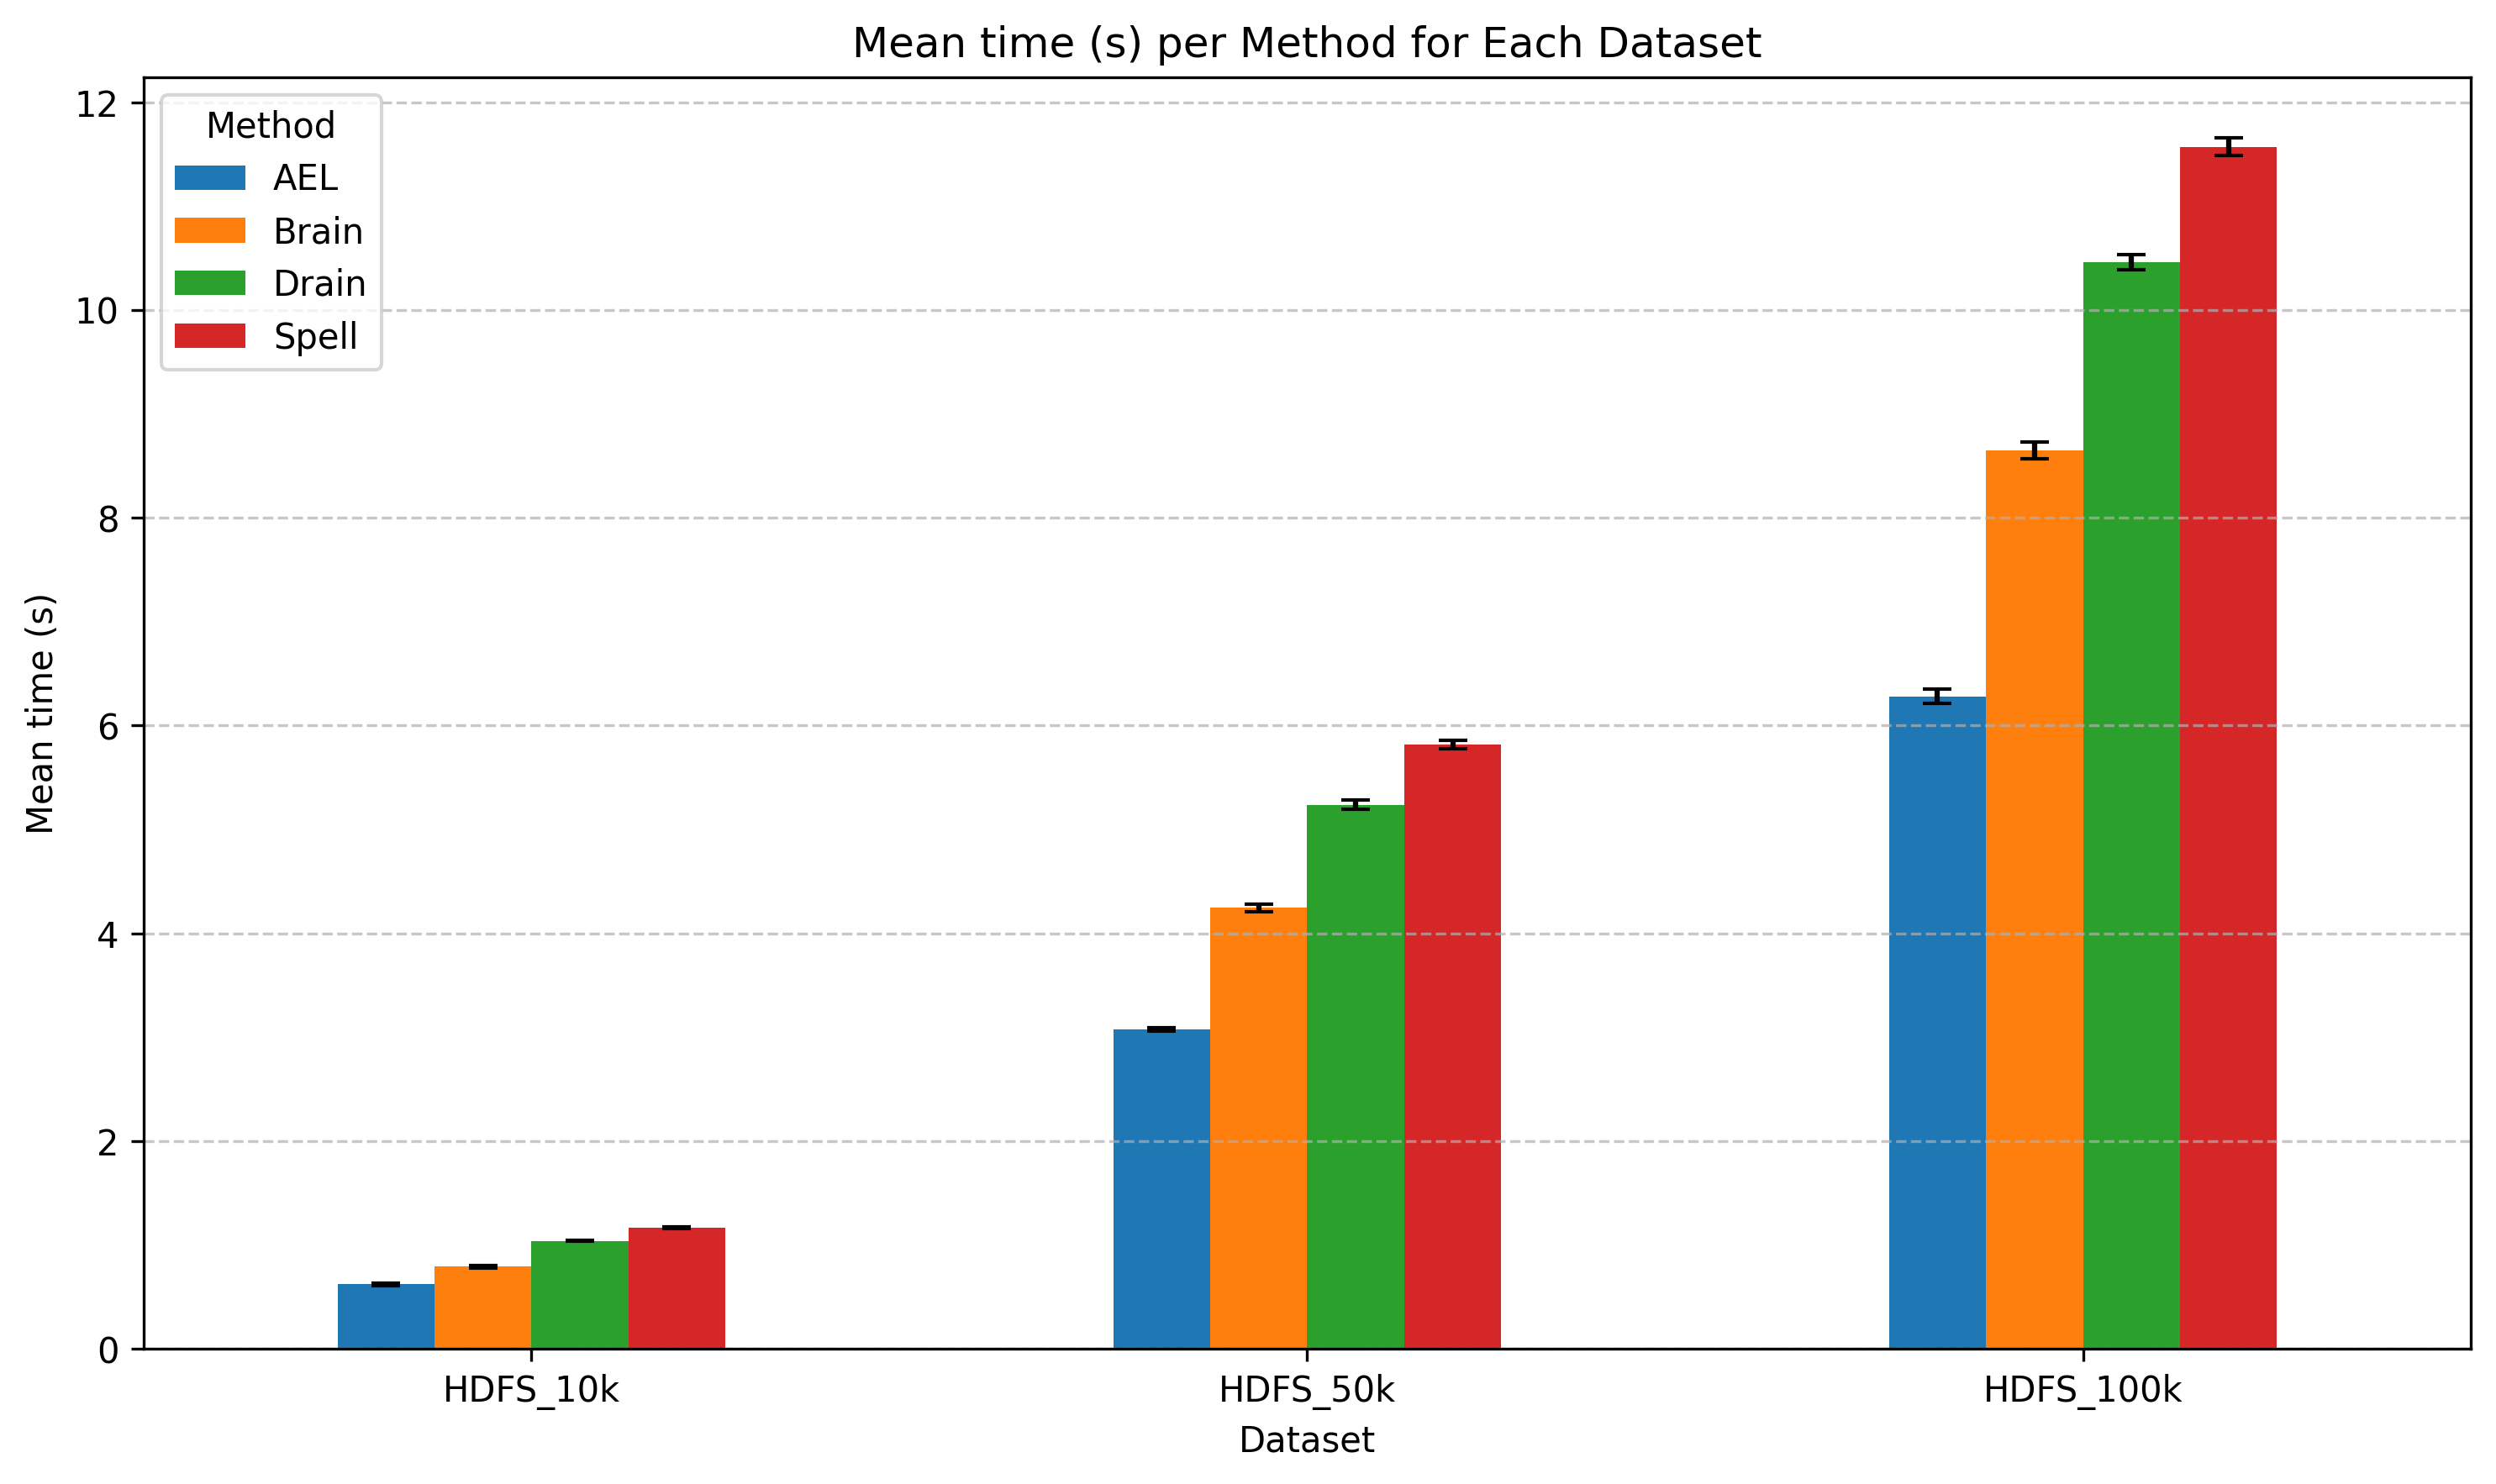 Mean time (s) per Method for Each Dataset
Method
AEL
Brain
Drain
Spell
Mean time (s)
12
10
8
6
4
2
0
HDFS_10k
HDFS_50k
HDFS_100k
Dataset